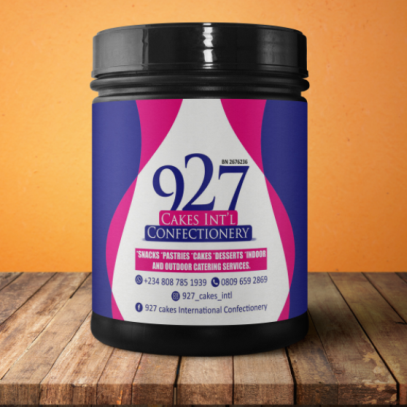 BN 2676236
927
CAKES INT'L
CONFECTIONERY
*SNACKS *PASTRIES *CAKES *DESSERTS *INDOOR
AND OUTDOOR CATERING SERVICES.
+234 808 785 1939 0809 659 2869
927_cakes_intl
927 cakes International Confectionery